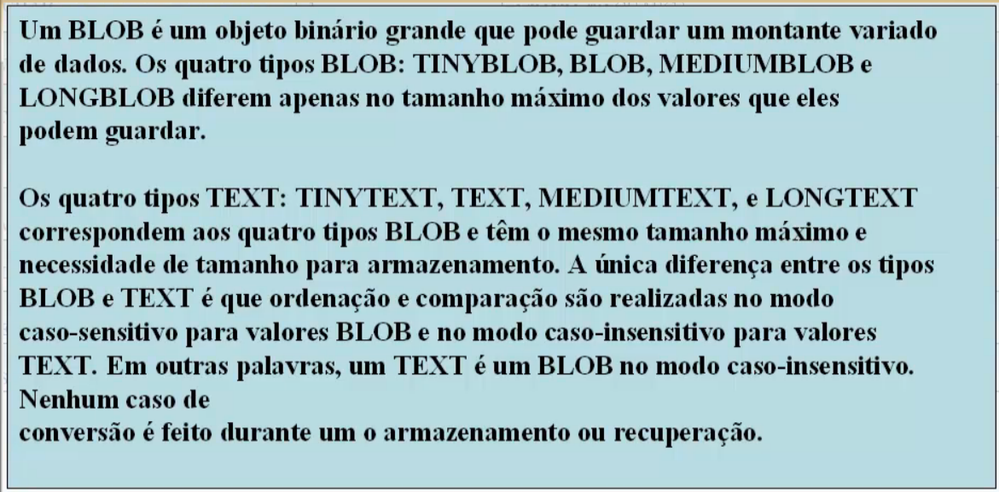 Um BLOB é um objeto binário grande que pode guardar um montante variado
de dados. Os quatro tipos BLOB: TINYBLOB, BLOB, MEDIUMBLOB e
LONGBLOB diferem apenas no tamanho máximo dos valores que eles
podem guardar.
Os quatro tipos TEXT: TINYTEXT, TEXT, MEDIUMTEXT, e LONGTEXT
correspondem aos quatro tipos BLOB e têm o mesmo tamanho máximo e
necessidade de tamanho para armazenamento. A única diferença entre os tipos
BLOB e TEXT é que ordenação e comparação são realizadas no modo
caso-sensitivo para valores BLOB e no modo caso-insensitivo para valores
TEXT. Em outras palavras, um TEXT é um BLOB no modo caso-insensitivo.
Nenhum caso de
conversão é feito durante um o armazenamento ou recuperação.